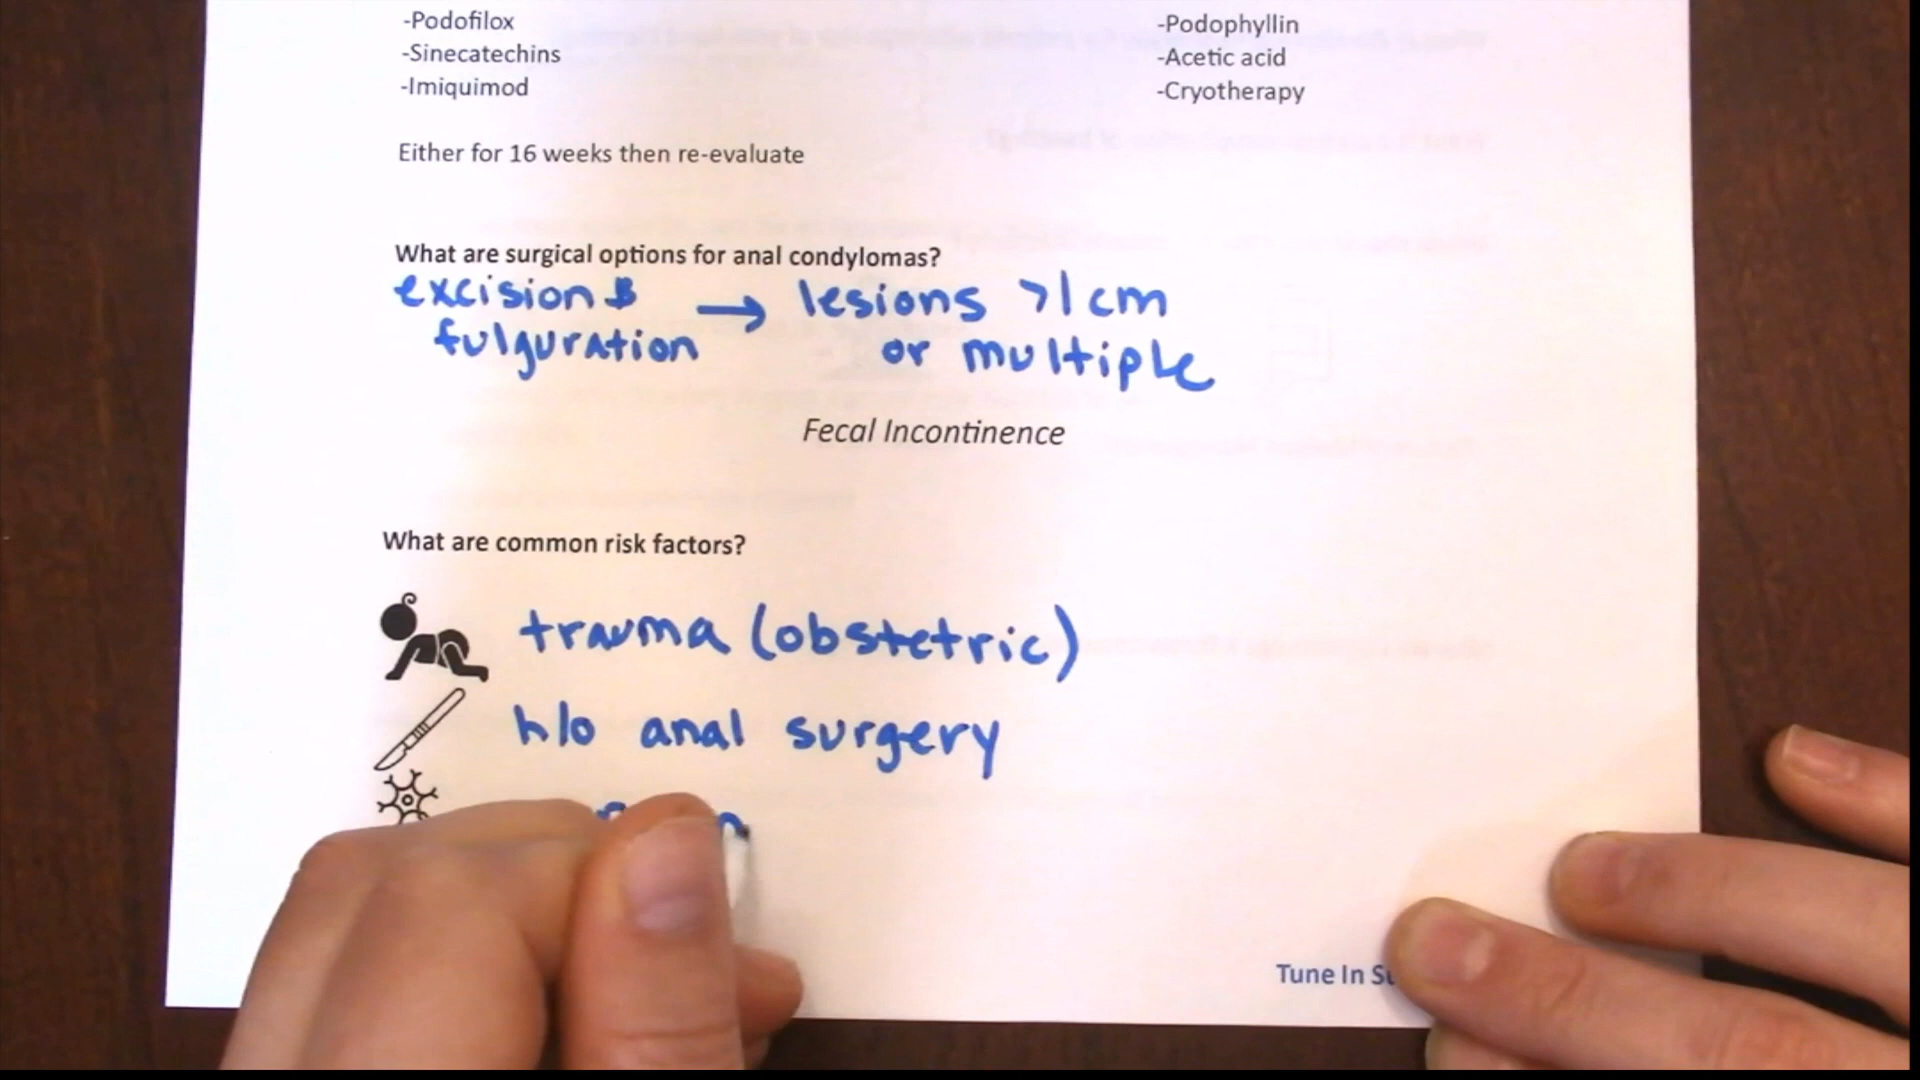 -Podofilox
-Sinecatechins
-Imiquimod
-Podophyllin
-Acetic acid
-Cryotherapy
Either for 16 weeks then re-evaluate
What are surgical options for anal condylomas?
excision & → lesions >1 cm
fulguration or multiple
Fecal Incontinence
What are common risk factors?
trauma (obstetric)
h/o anal surgery
Tune In